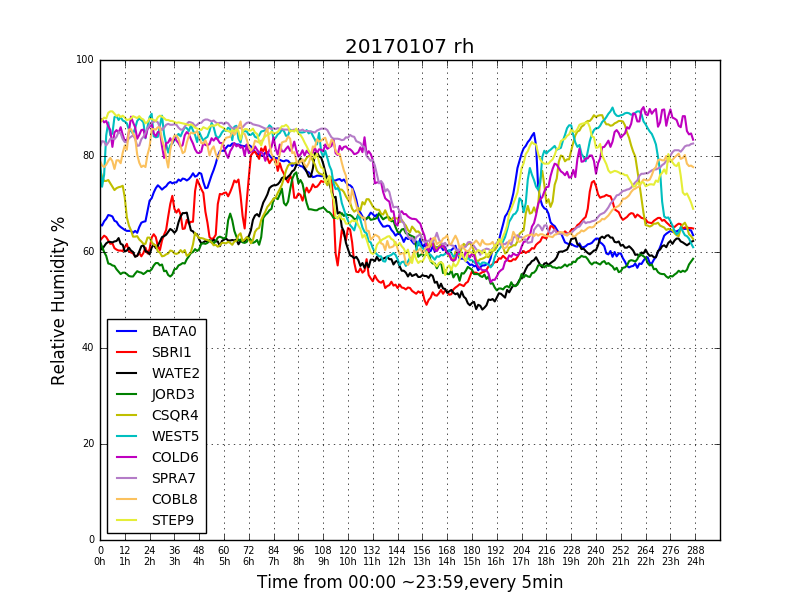 20170107 rh
Relative Humidity %
100
80
60
40
20
0
BATA0
SBRI1
WATE2
JORD3
CSQR4
WEST5
COLD6
SPRA7
COBL8
STEP9
0 12 24 36 48 60 72 84 96 108 120 132 144 156 168 180 192 204 216 228 240 252 264 276 288
0h 1h 2h 3h 4h 5h 6h 7h 8h 9h 10h 11h 12h 13h 14h 15h 16h 17h 18h 19h 20h 21h 22h 23h 24h
Time from 00:00 ~23:59,every 5min